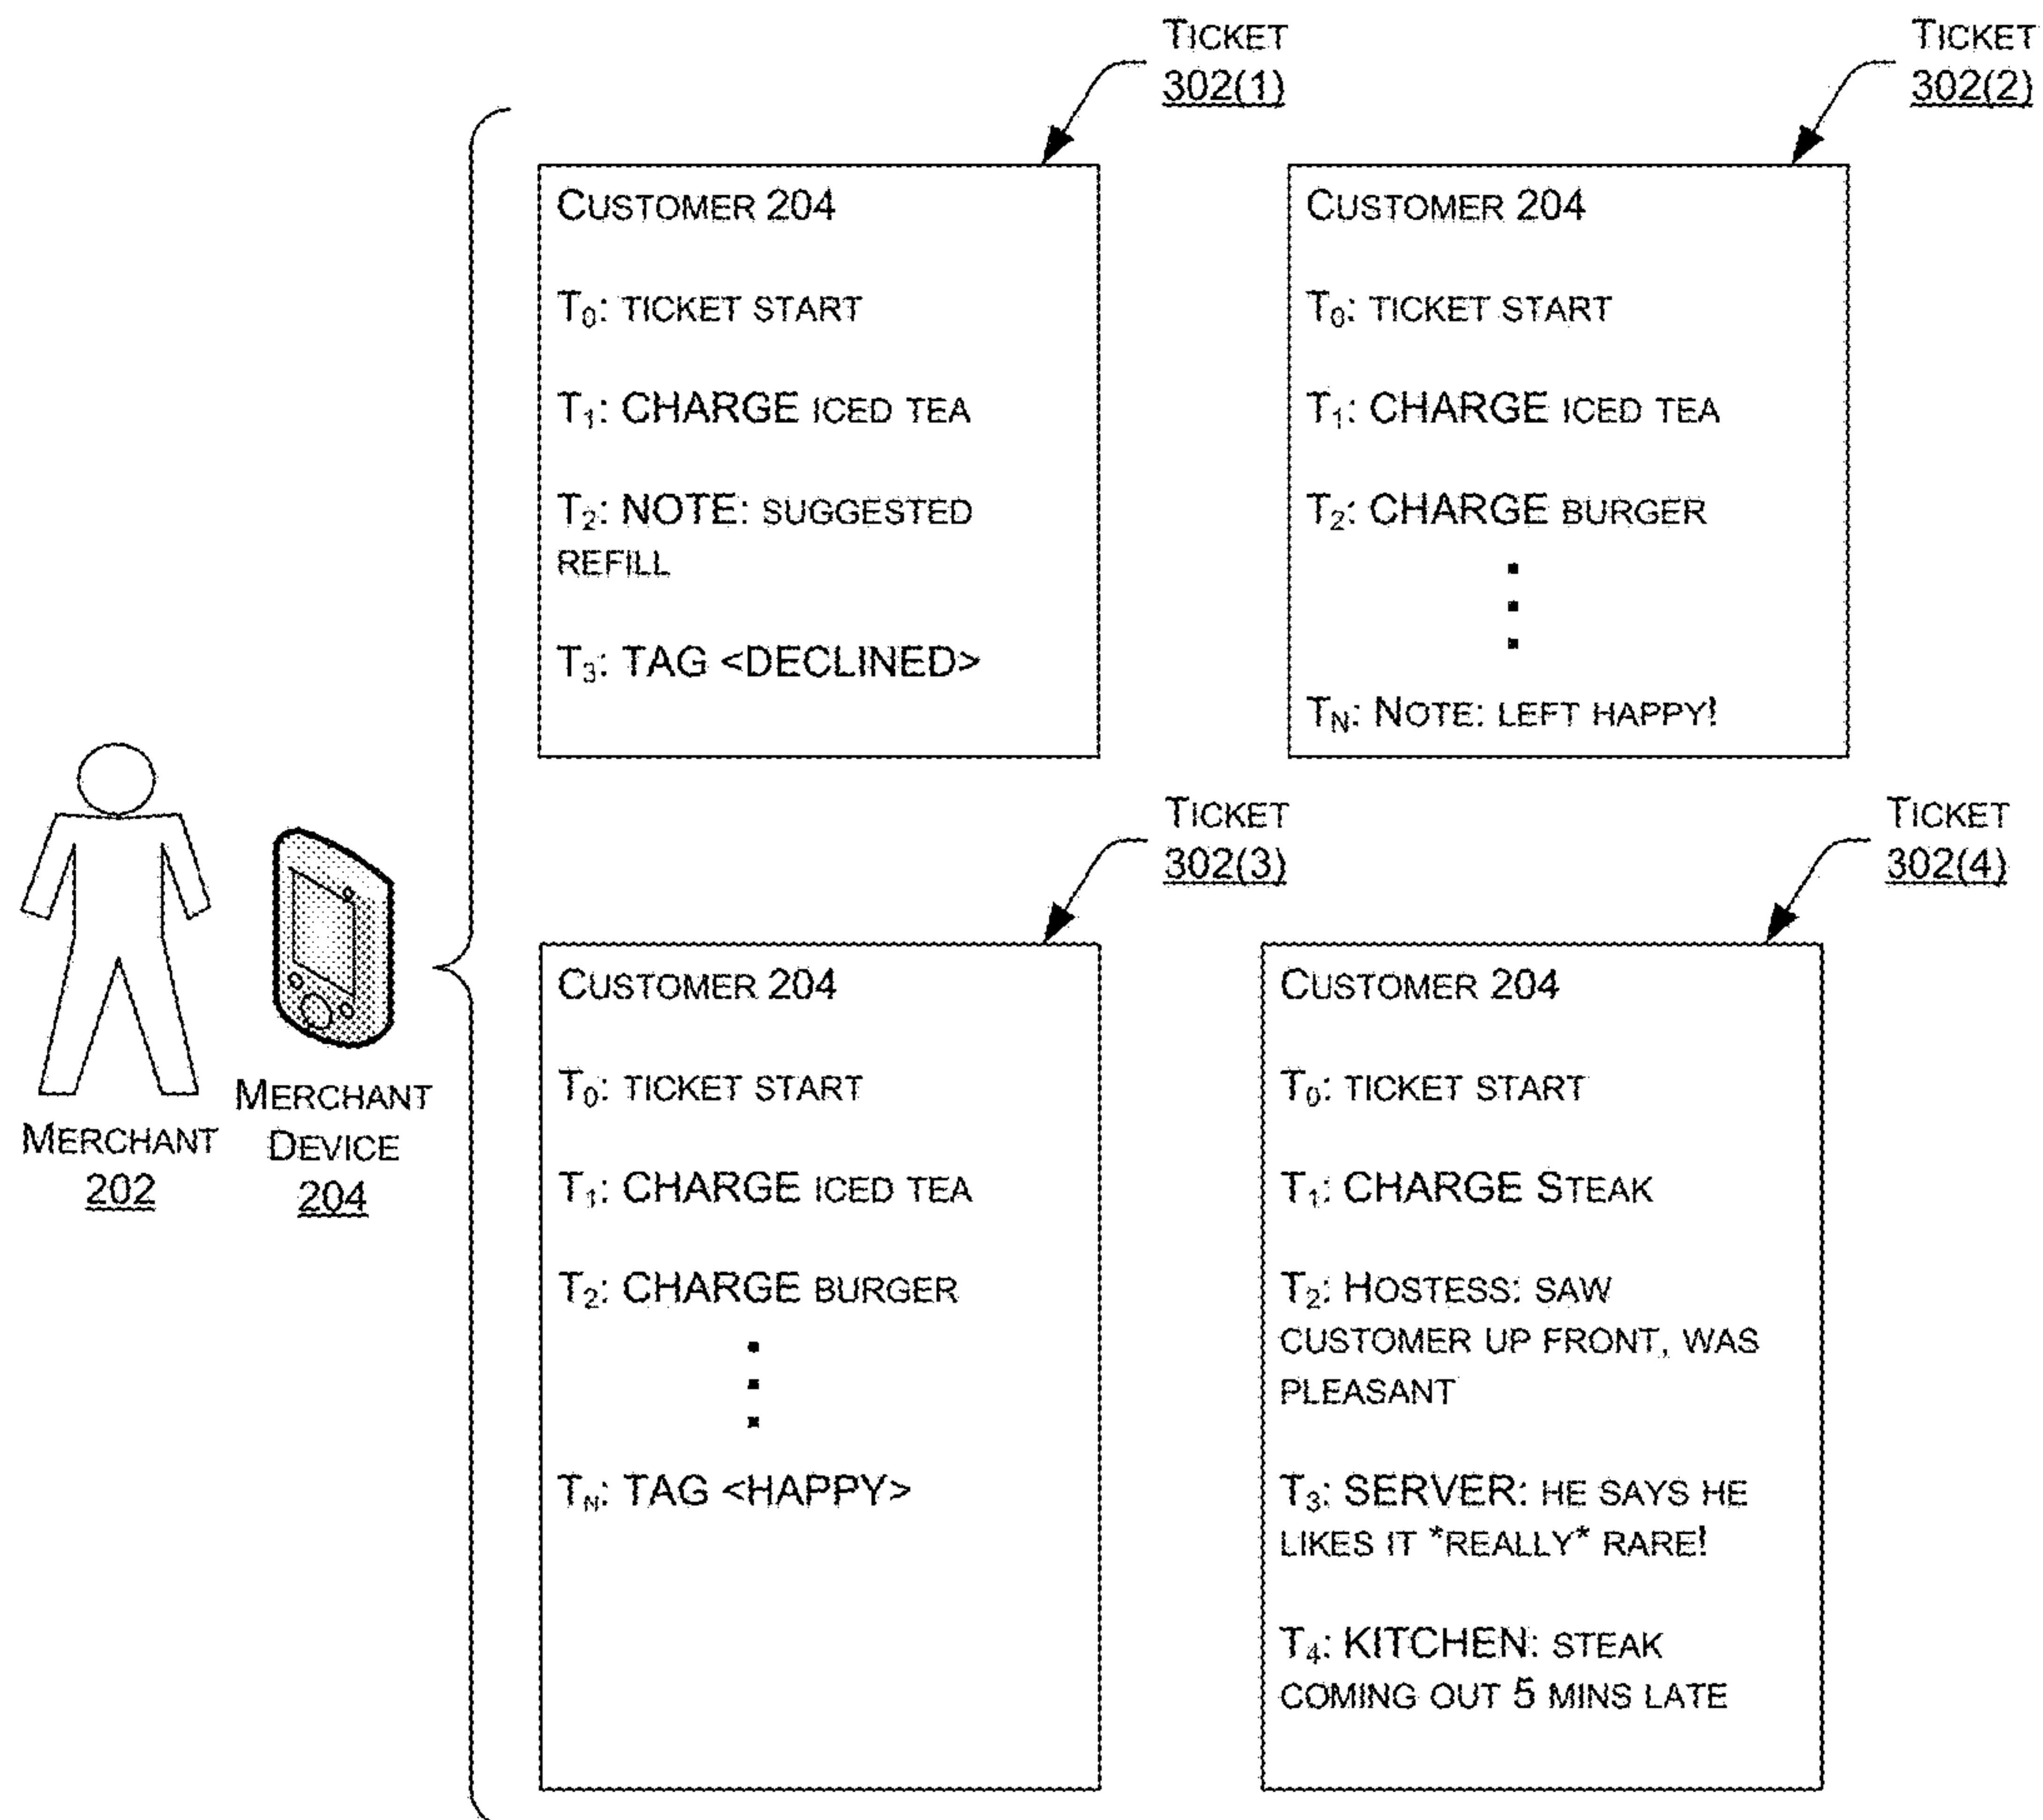 TICKET
302(1)
TICKET
302(2)
CUSTOMER 204
T0: TICKET START
T1: CHARGE ICED TEA
T2: NOTE: SUGGESTED
REFILL
T3: TAG <DECLINED>
CUSTOMER 204
T0: TICKET START
T1: CHARGE ICED TEA
T2: CHARGE BURGER
TN: NOTE: LEFT HAPPY!
MERCHANT
202
MERCHANT
DEVICE
204
TICKET
302(3)
TICKET
302(4)
CUSTOMER 204
T0: TICKET START
T1: CHARGE ICED TEA
T2: CHARGE BURGER
TN: TAG <HAPPY>
CUSTOMER 204
T0: TICKET START
T1: CHARGE STEAK
T2: HOSTESS: SAW
CUSTOMER UP FRONT, WAS
PLEASANT
T3: SERVER: HE SAYS HE
LIKES IT *REALLY* RARE!
T4: KITCHEN: STEAK
COMING OUT 5 MINS LATE